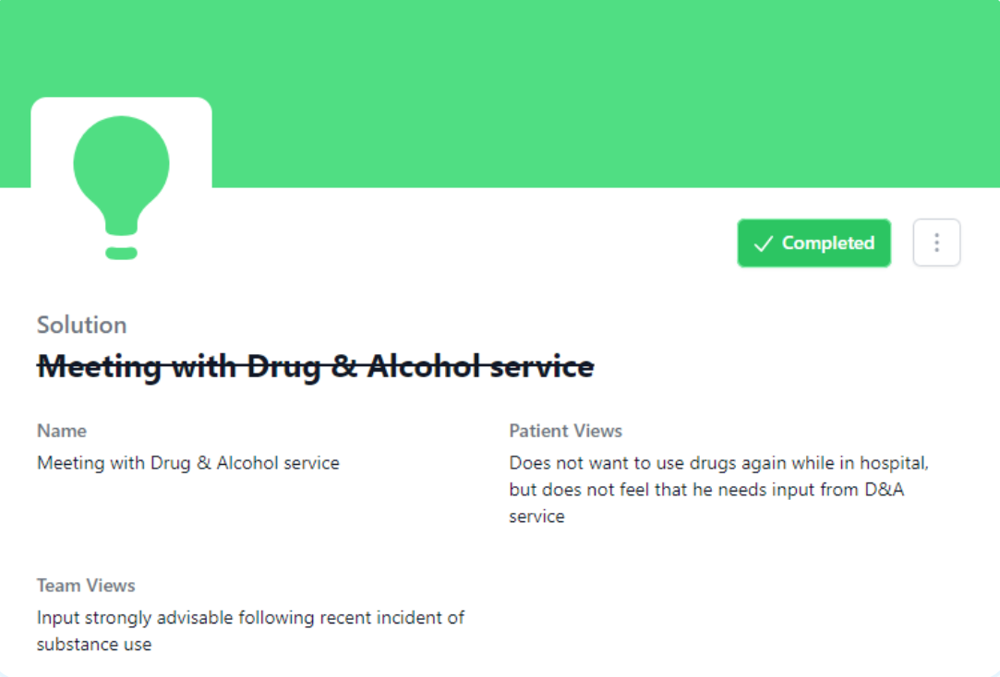 Completed
Solution
Meeting with Drug & Alcohol service
Name
Meeting with Drug & Alcohol service
Patient Views
Does not want to use drugs again while in hospital,
but does not feel that he needs input from D&A
service
Team Views
Input strongly advisable following recent incident of
substance use